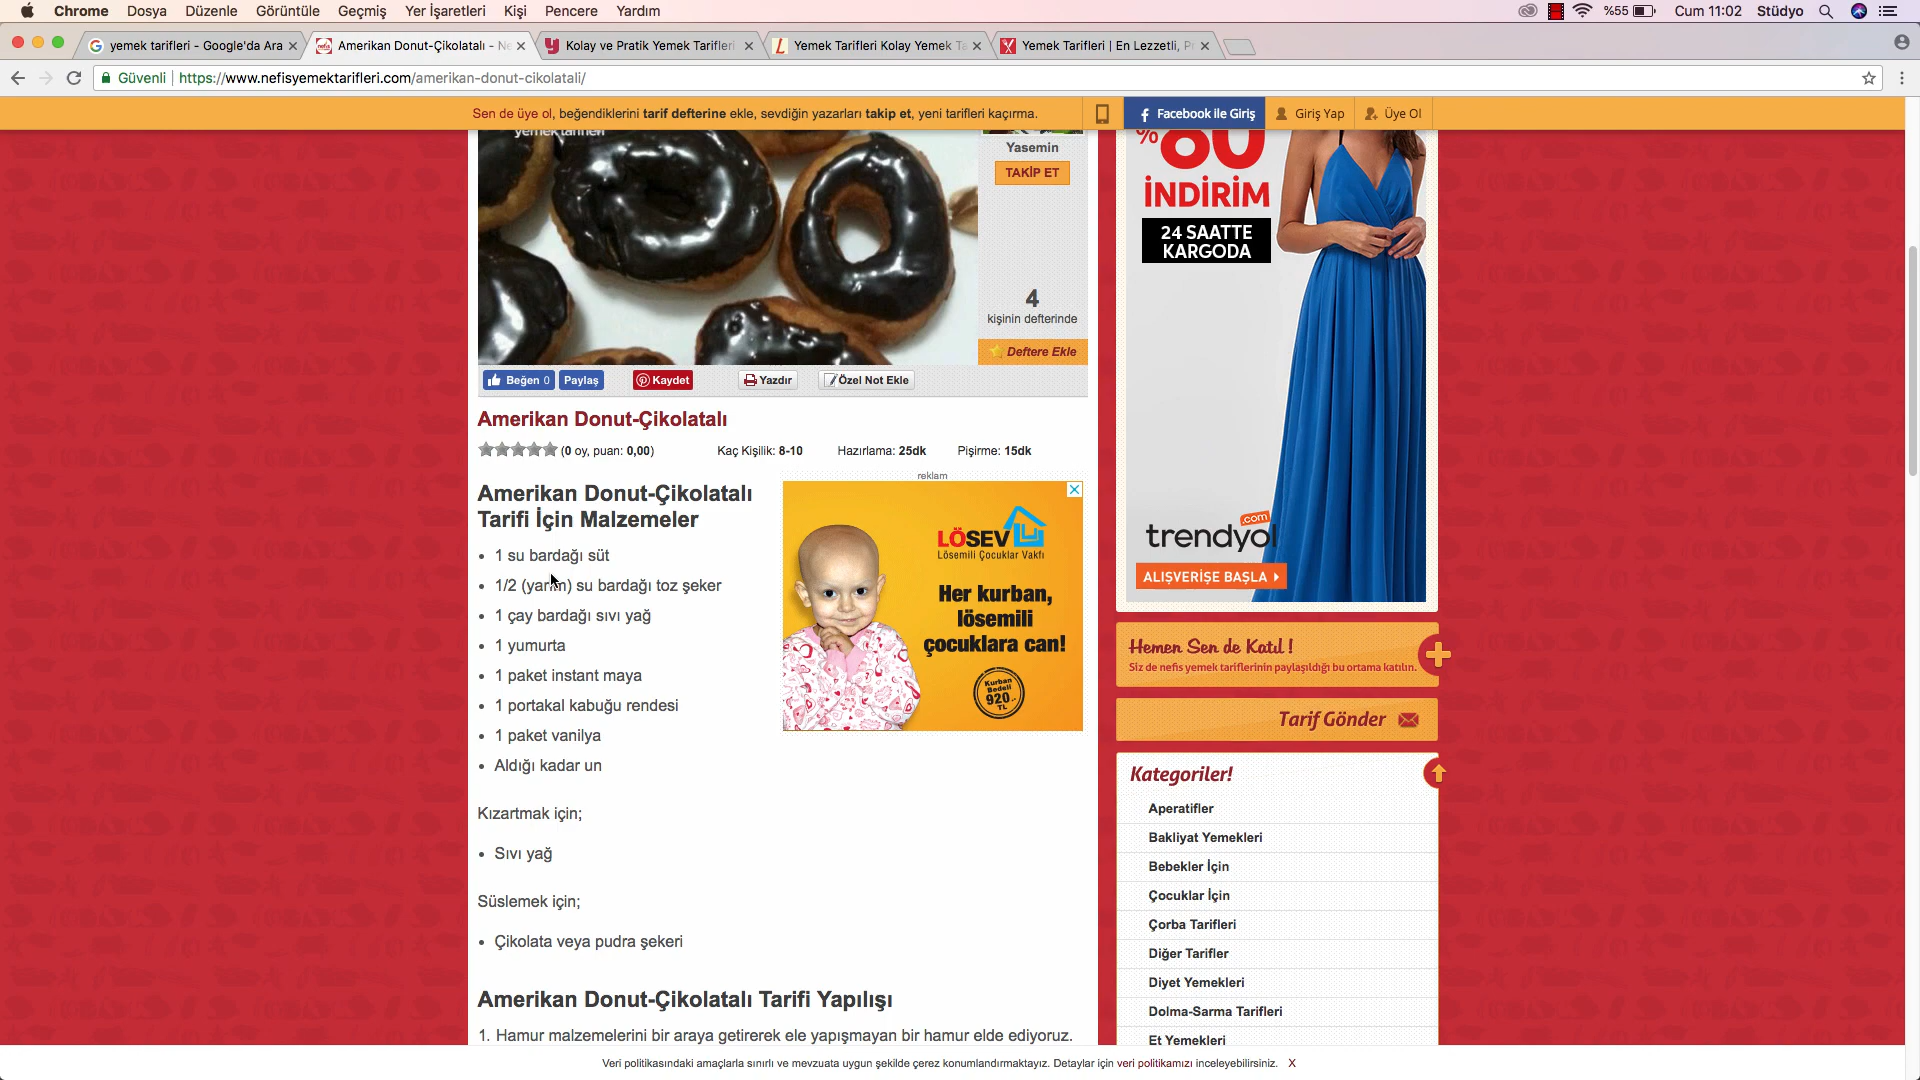 Chrome Dosya Düzenle Görüntüle Geçmiş Yer İşaretleri Kişi Pencere Yardım %55 Cum 11:02 Stüdyo
yemek tarifleri - Google'da Ara
Amerikan Donut-Çikolatalı - Ne
Kolay ve Pratik Yemek Tarifleri
Yemek Tarifleri Kolay Yemek Ta
Yemek Tarifleri | En Lezzetli, P
Güvenli https://www.nefisyemektarifleri.com/amerikan-donut-cikolatali/
Sen de üye ol, beğendiklerini tarif defterine ekle, sevdiğin yazarları takip et, yeni tarifleri kaçırma.
Facebook ile Giriş
Giriş Yap
Üye Ol
yemektarifleri
Yasemin
TAKİP ET
4
kişinin defterinde
Deftere Ekle
Beğen 0
Paylaş
Kaydet
Yazdır
Özel Not Ekle
Amerikan Donut-Çikolatalı
(0 oy, puan: 0,00) Kaç Kişilik: 8-10 Hazırlama: 25dk Pişirme: 15dk
Amerikan Donut-Çikolatalı
Tarifi İçin Malzemeler
• 1 su bardağı süt
• 1/2 (yarım) su bardağı toz şeker
• 1 çay bardağı sıvı yağ
• 1 yumurta
• 1 paket instant maya
• 1 portakal kabuğu rendesi
• 1 paket vanilya
• Aldığı kadar un
Kızartmak için;
• Sıvı yağ
Süslemek için;
• Çikolata veya pudra şekeri
Amerikan Donut-Çikolatalı Tarifi Yapılışı
1. Hamur malzemelerini bir araya getirerek ele yapışmayan bir hamur elde ediyoruz.
reklam
LÖSEV
Lösemili Çocuklar Vakfı
Her kurban,
lösemili
çocuklara can!
Kurban
Bedeli
920.-
TL
%80
İNDİRİM
24 SAATTE
KARGODA
trendyol
.com
ALIŞVERİŞE BAŞLA
Hemen Sen de Katıl !
Siz de nefis yemek tariflerinin paylaşıldığı bu ortama katılın.
Tarif Gönder
Kategoriler!
Aperatifler
Bakliyat Yemekleri
Bebekler İçin
Çocuklar İçin
Çorba Tarifleri
Diğer Tarifler
Diyet Yemekleri
Dolma-Sarma Tarifleri
Et Yemekleri
Veri politikasındaki amaçlarla sınırlı ve mevzuata uygun şekilde çerez konumlandırmaktayız. Detaylar için veri politikamızı inceleyebilirsiniz. X